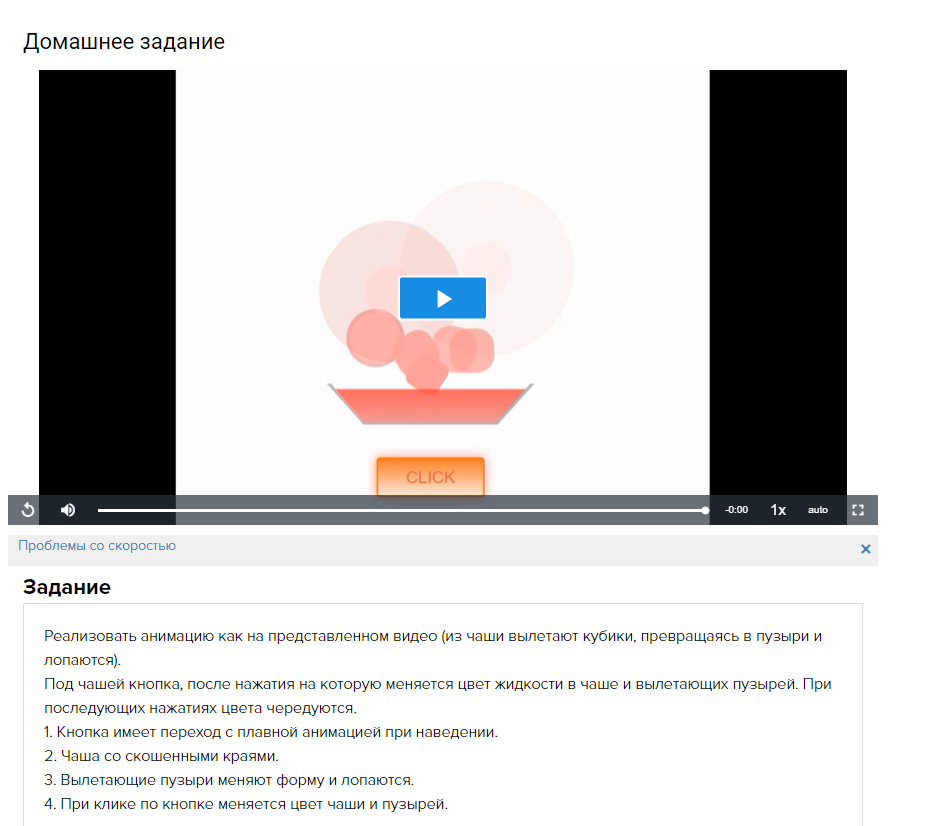 Домашнее задание
CLICK
-0:00
1x
auto
Проблемы со скоростью
Задание
Реализовать анимацию как на представленном видео (из чаши вылетают кубики, превращаясь в пузыри и
лопаются).
Под чашей кнопка, после нажатия на которую меняется цвет жидкости в чаше и вылетающих пузырей. При
последующих нажатиях цвета чередуются.
1. Кнопка имеет переход с плавной анимацией при наведении.
2. Чаша со скошенными краями.
3. Вылетающие пузыри меняют форму и лопаются.
4. При клике по кнопке меняется цвет чаши и пузырей.